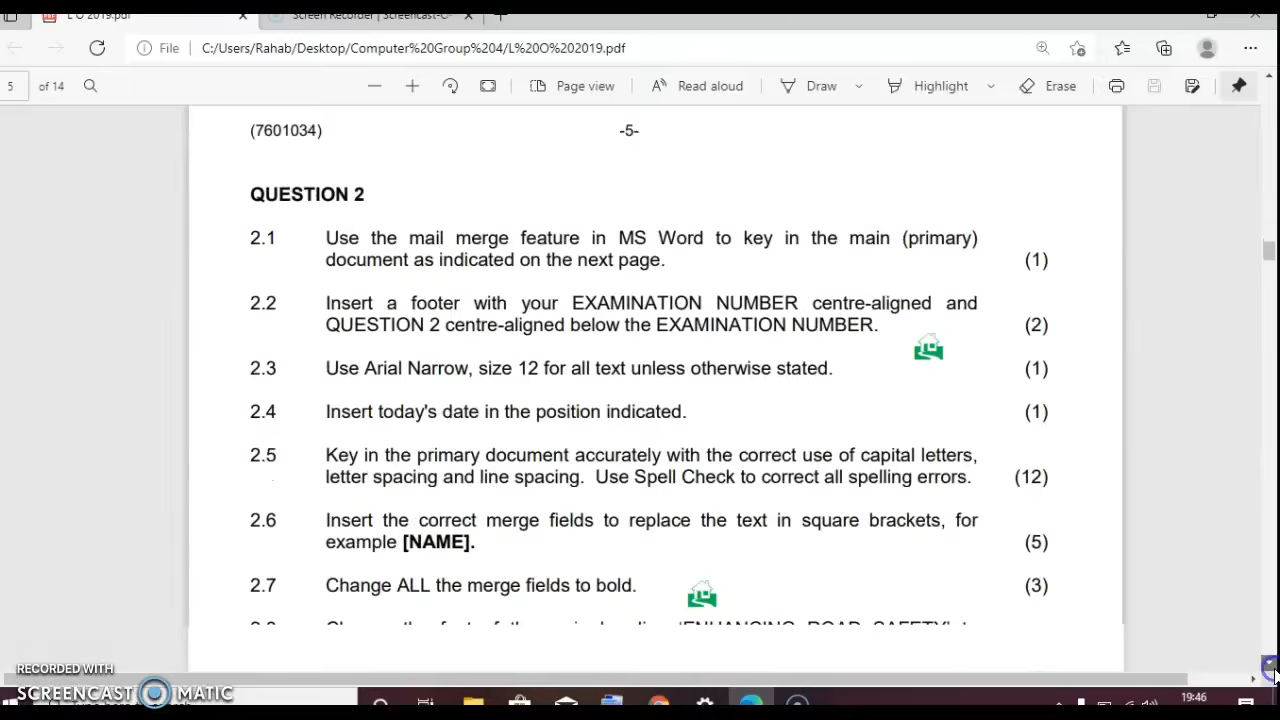 L O 2019.pdf
Screen Recorder | Screencast-O-
File C:/Users/Rahab/Desktop/Computer%20Group%204/L%20O%202019.pdf
5 of 14 Page view Read aloud Draw Highlight Erase
(7601034) -5-
QUESTION 2
2.1 Use the mail merge feature in MS Word to key in the main (primary)
document as indicated on the next page. (1)
2.2 Insert a footer with your EXAMINATION NUMBER centre-aligned and
QUESTION 2 centre-aligned below the EXAMINATION NUMBER. (2)
2.3 Use Arial Narrow, size 12 for all text unless otherwise stated. (1)
2.4 Insert today's date in the position indicated. (1)
2.5 Key in the primary document accurately with the correct use of capital letters,
letter spacing and line spacing. Use Spell Check to correct all spelling errors. (12)
2.6 Insert the correct merge fields to replace the text in square brackets, for
example [NAME]. (5)
2.7 Change ALL the merge fields to bold. (3)
'ENHANCING ROAD SAFETY'
RECORDED WITH
SCREENCAST MATIC
19:46